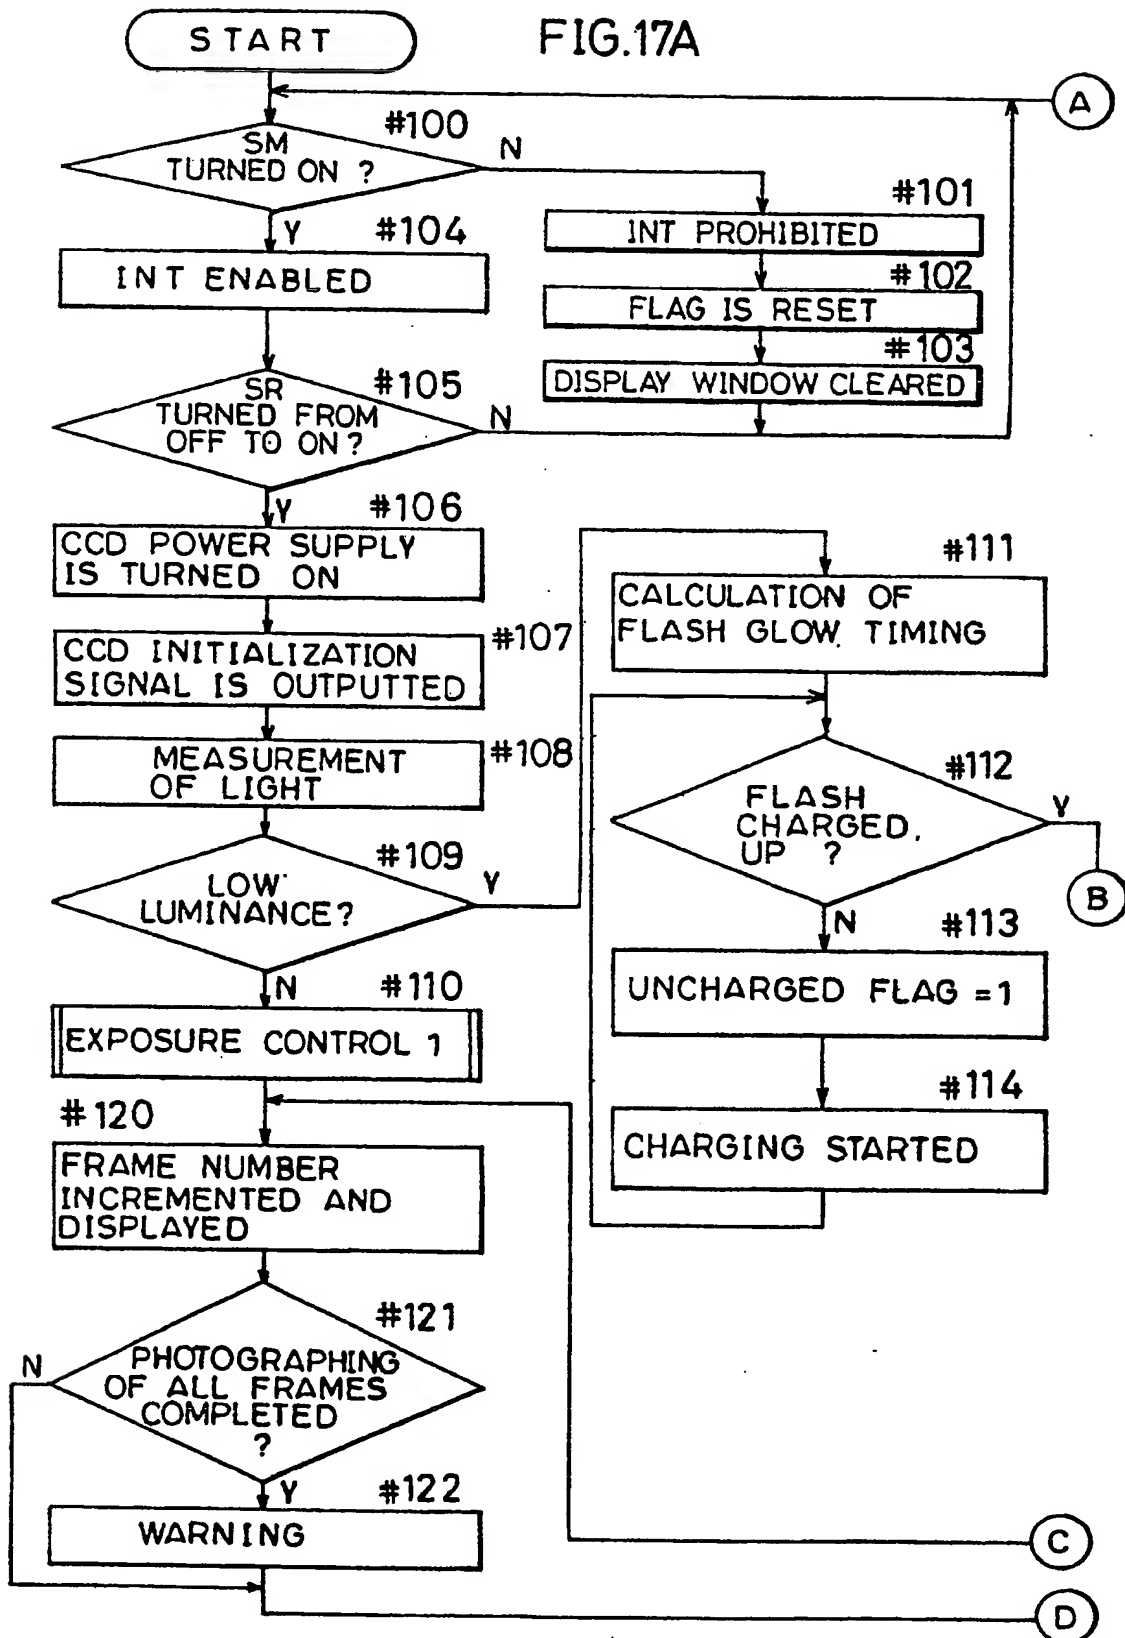 START
FIG.17A
A
#100
SM
TURNED ON ?
N
#101
INT PROHIBITED
Y
#104
INT ENABLED
#102
FLAG IS RESET
#103
DISPLAY WINDOW CLEARED
#105
SR
TURNED FROM
OFF TO ON ?
N
Y
#106
CCD POWER SUPPLY
IS TURNED ON
#107
CCD INITIALIZATION
SIGNAL IS OUTPUTTED
#108
MEASUREMENT
OF LIGHT
#109
LOW
LUMINANCE?
Y
N
#110
EXPOSURE CONTROL 1
#111
CALCULATION OF
FLASH GLOW TIMING
#112
FLASH
CHARGED
UP ?
Y
B
N
#113
UNCHARGED FLAG =1
#114
CHARGING STARTED
#120
FRAME NUMBER
INCREMENTED AND
DISPLAYED
#121
PHOTOGRAPHING
OF ALL FRAMES
COMPLETED
?
N
Y
#122
WARNING
C
D